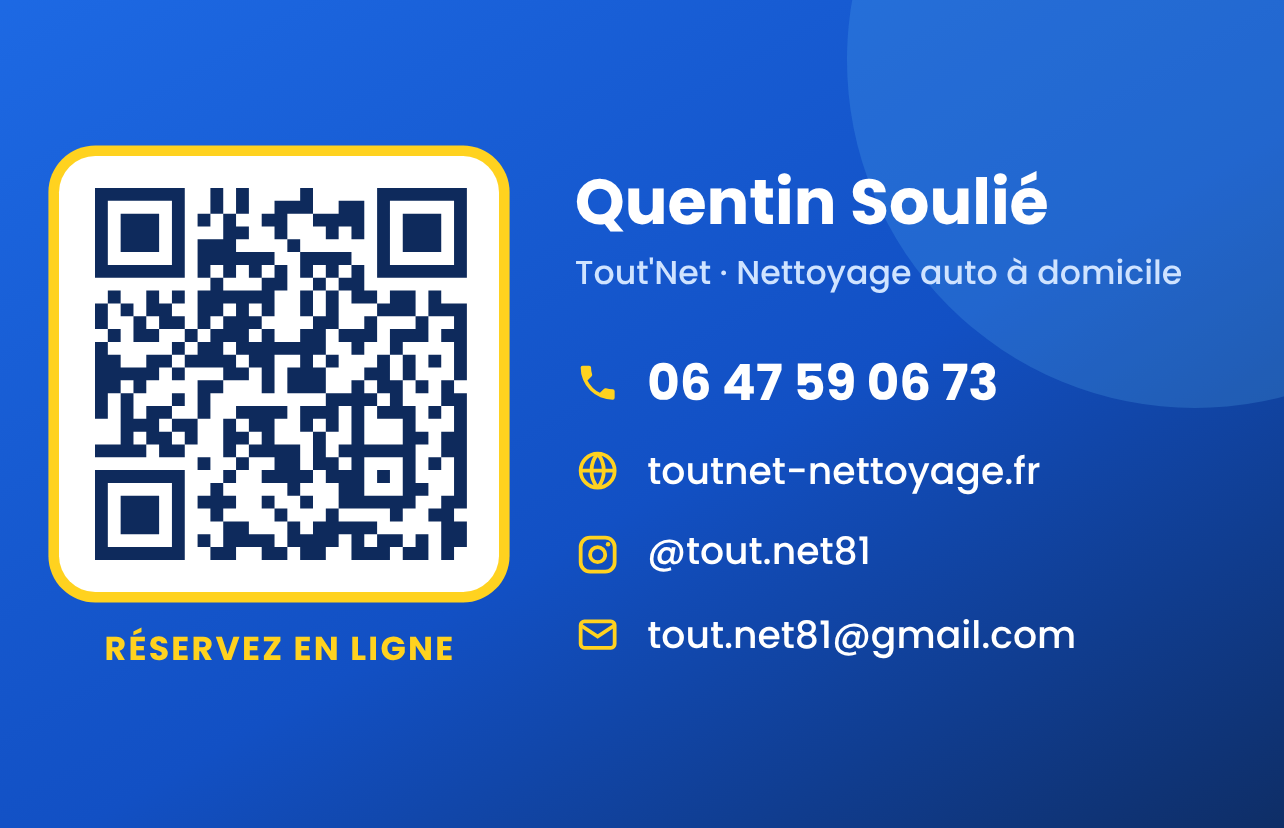 RÉSERVEZ EN LIGNE
Quentin Soulié
Tout'Net · Nettoyage auto à domicile
06 47 59 06 73
toutnet-nettoyage.fr
@tout.net81
tout.net81@gmail.com